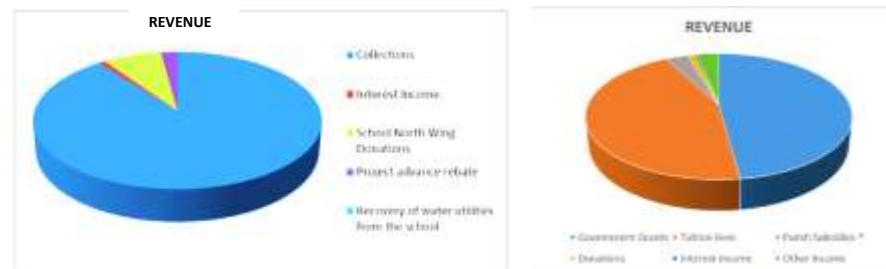 REVENUE
Collections
Interest Income
School North Wing
Donations
Project advance rebate
Recovery of water utilities
from the school
REVENUE
Government Grants Tuition Fees Parish Subsidies *
Donations Interest Income Other Income